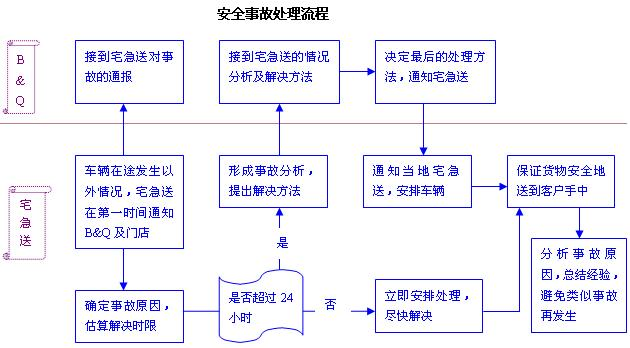 安全事故处理流程
B
&
Q
接到宅急送对事
故的通报
接到宅急送的情况
分析及解决方法
决定最后的处理方
法，通知宅急送
宅
急
送
车辆在途发生以
外情况，宅急送
在第一时间通知
B&Q 及门店
形成事故分析，
提出解决方法
通知当地宅急
送，安排车辆
保证货物安全地
送到客户手中
是
分析事故原
因，总结经验，
避免类似事故
再发生
确定事故原因，
估算解决时限
是否超过 24
小时
否
立即安排处理，
尽快解决